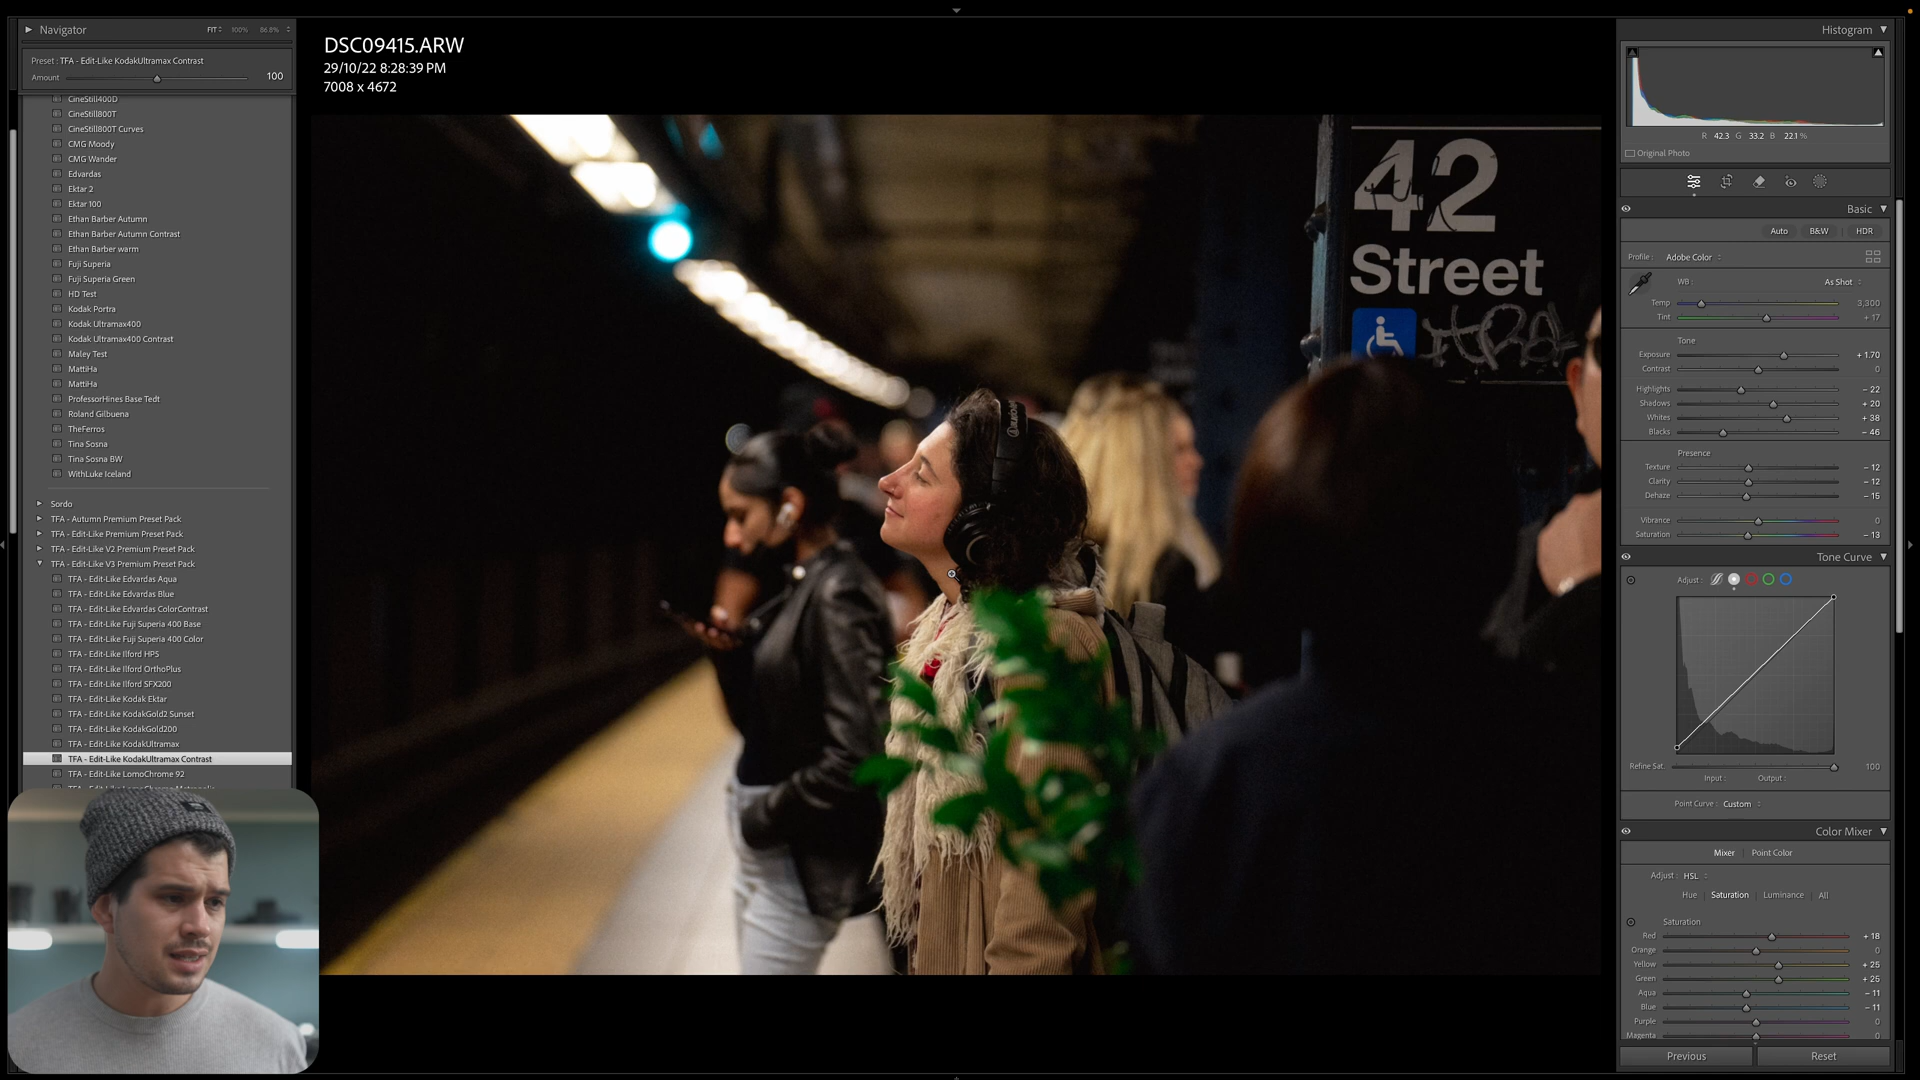 Navigator
FIT
100%
86.8%
Preset : TFA - Edit-Like KodakUltramax Contrast
Amount
100
CineStill400D
CineStill800T
CineStill800T Curves
CMG Moody
CMG Wander
Edvardas
Ektar 2
Ektar 100
Ethan Barber Autumn
Ethan Barber Autumn Contrast
Ethan Barber warm
Fuji Superia
Fuji Superia Green
HD Test
Kodak Portra
Kodak Ultramax400
Kodak Ultramax400 Contrast
Maley Test
MattiHa
MattiHa
ProfessorHines Base Tedt
Roland Gilbuena
TheFerros
Tina Sosna
Tina Sosna BW
WithLuke Iceland
Sordo
TFA - Autumn Premium Preset Pack
TFA - Edit-Like Premium Preset Pack
TFA - Edit-Like V2 Premium Preset Pack
TFA - Edit-Like V3 Premium Preset Pack
TFA - Edit-Like Edvardas Aqua
TFA - Edit-Like Edvardas Blue
TFA - Edit-Like Edvardas ColorContrast
TFA - Edit-Like Fuji Superia 400 Base
TFA - Edit-Like Fuji Superia 400 Color
TFA - Edit-Like Ilford HP5
TFA - Edit-Like Ilford OrthoPlus
TFA - Edit-Like Ilford SFX200
TFA - Edit-Like Kodak Ektar
TFA - Edit-Like KodakGold2 Sunset
TFA - Edit-Like KodakGold200
TFA - Edit-Like KodakUltramax
TFA - Edit-Like KodakUltramax Contrast
TFA - Edit-Like LomoChrome 92
DSC09415.ARW
29/10/22 8:28:39 PM
7008 x 4672
42
Street
Histogram
R 42.3 G 33.2 B 22.1 %
Original Photo
Basic
Auto B&W HDR
Profile : Adobe Color
WB : As Shot
Temp 3,300
Tint + 17
Tone
Exposure + 1.70
Contrast 0
Highlights - 22
Shadows + 20
Whites + 38
Blacks - 46
Presence
Texture - 12
Clarity - 12
Dehaze - 15
Vibrance 0
Saturation - 13
Tone Curve
Adjust :
Refine Sat. 100
Input : Output :
Point Curve : Custom
Color Mixer
Mixer Point Color
Adjust : HSL
Hue Saturation Luminance All
Saturation
Red + 18
Orange 0
Yellow + 25
Green + 25
Aqua - 11
Blue - 11
Purple 0
Magenta 0
Previous Reset